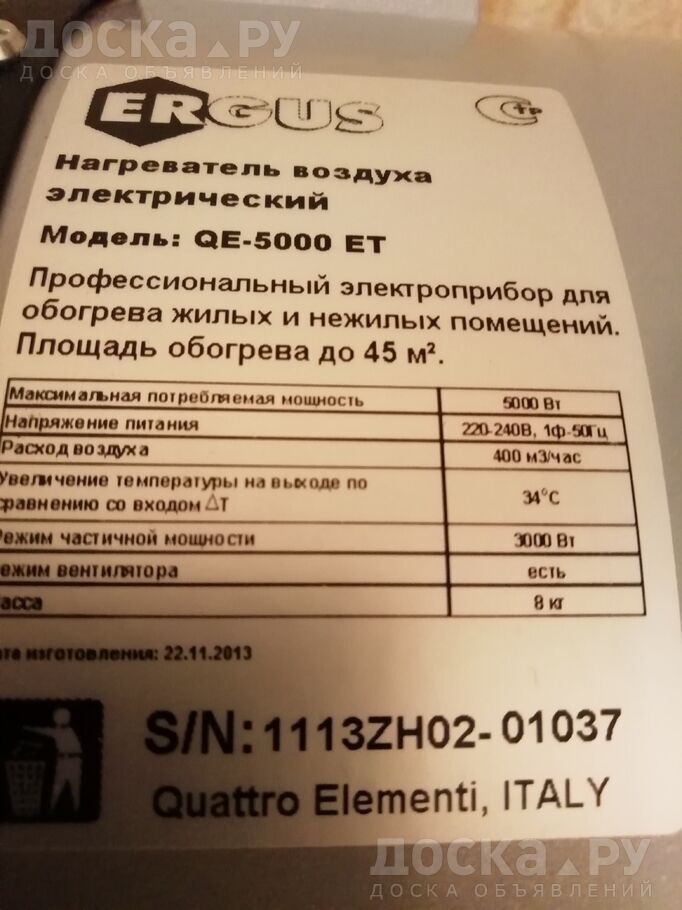 ДОСКА.РУ
ДОСКА ОБЪЯВЛЕНИЙ
ERGUS
Нагреватель воздуха
электрический
Модель: QE-5000 ET
Профессиональный электроприбор для
обогрева жилых и нежилых помещений.
Площадь обогрева до 45 м².
Максимальная потребляемая мощность 5000 Вт
Напряжение питания 220-240В, 1ф-50Гц
Расход воздуха 400 м3/час
Увеличение температуры на выходе по
сравнению со входом ΔТ 34°С
Режим частичной мощности 3000 Вт
ежим вентилятора есть
асса 8 кг
та изготовления: 22.11.2013
S/N: 1113ZH02-01037
Quattro Elementi, ITALY
ДОСКА.РУ
ДОСКА ОБЪЯВЛЕНИЙ